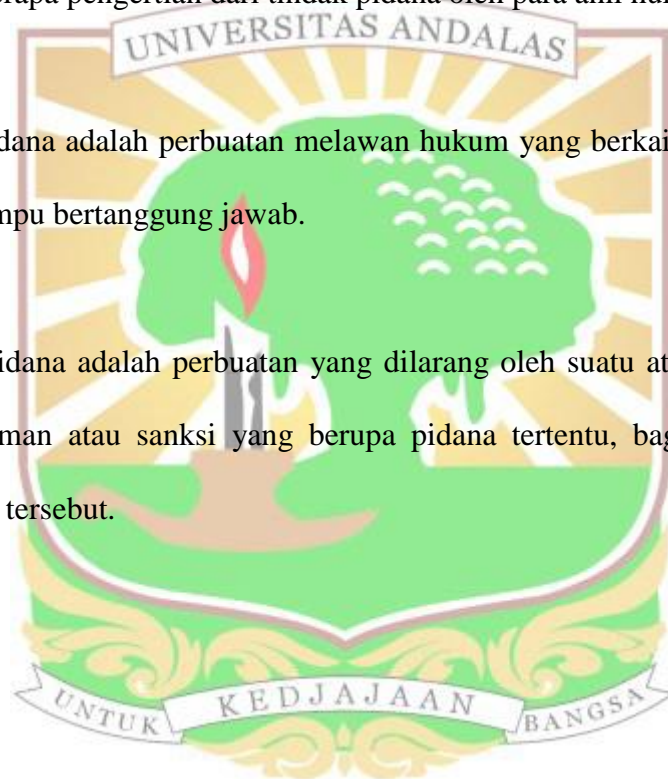 erapa pengertian dari tindak pidana oleh para ahli hu
UNIVERSITAS ANDALAS
dana adalah perbuatan melawan hukum yang berkai
mpu bertanggung jawab.
idana adalah perbuatan yang dilarang oleh suatu at
man atau sanksi yang berupa pidana tertentu, bag
tersebut.
UNTUK KEDJAJAAN BANGSA